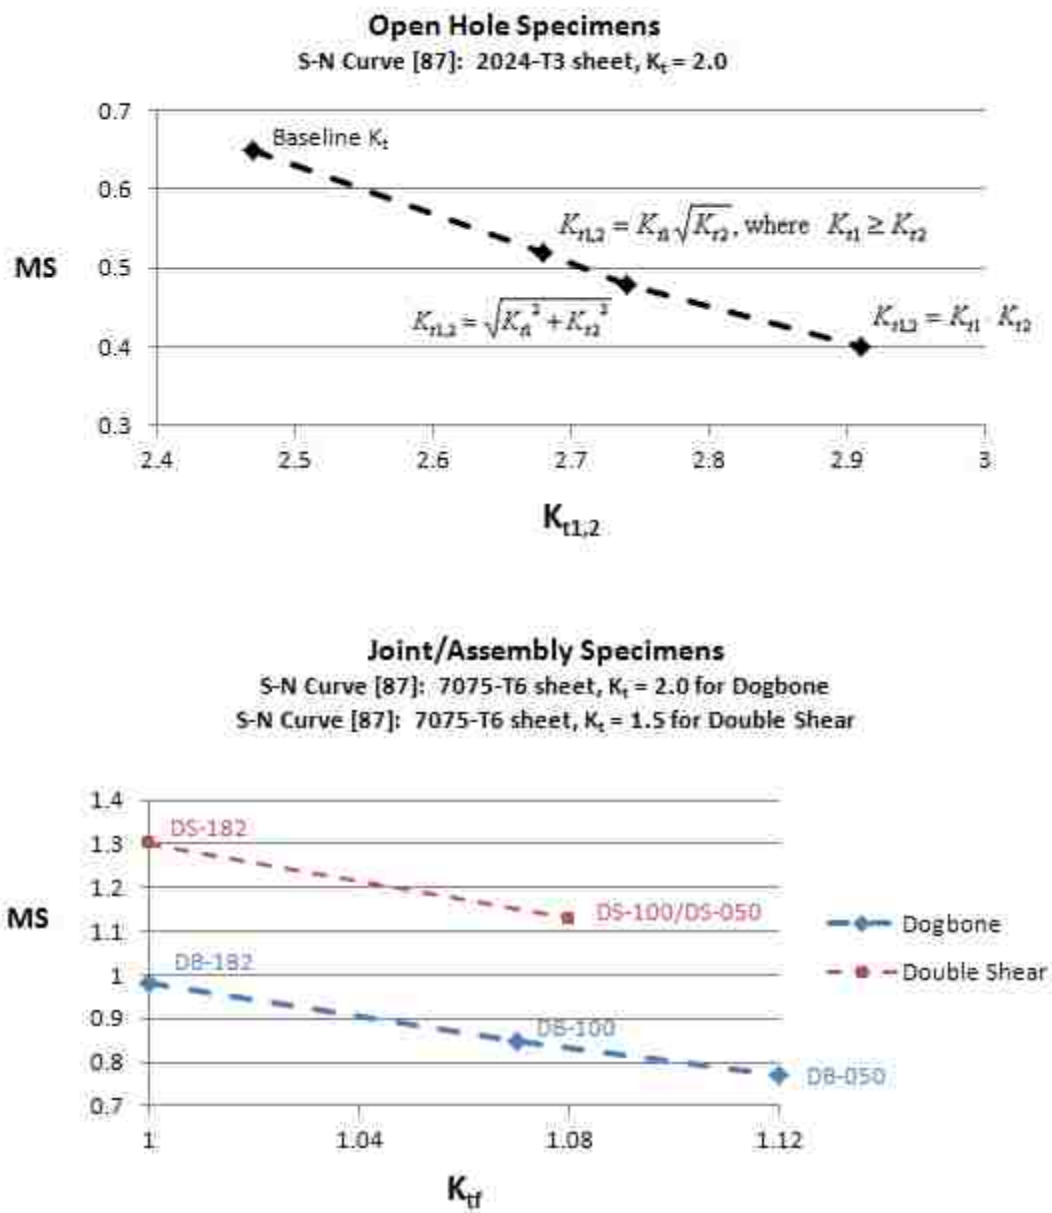 Open Hole Specimens
S-N Curve [87]: 2024-T3 sheet, Kt = 2.0
0.7
Baseline Kt
0.6
Kt1,2 = Kt1√Kt2, where Kt1 ≥ Kt2
MS
0.5
Kt1,2 = √Kt1² + Kt2²
Kt1,2 = Kt1 · Kt2
0.4
0.3
2.4 2.5 2.6 2.7 2.8 2.9 3
Kt1,2
Joint/Assembly Specimens
S-N Curve [87]: 7075-T6 sheet, Kt = 2.0 for Dogbone
S-N Curve [87]: 7075-T6 sheet, Kt = 1.5 for Double Shear
1.4
DS-182
1.3
1.2
MS
DS-100/DS-050
1.1
Dogbone
DB-182
1
Double Shear
0.9
DB-100
0.8
DB-050
0.7
1 1.04 1.08 1.12
Ktf